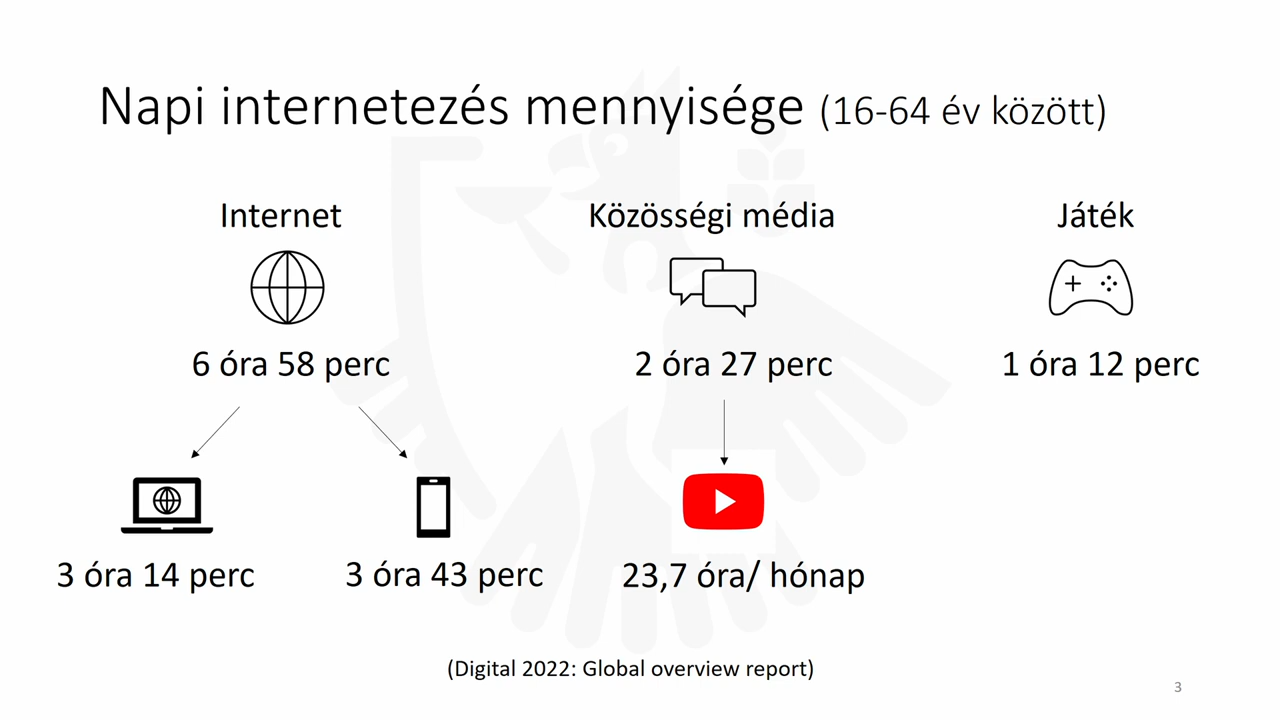 Napi internetezés mennyisége (16-64 év között)
Internet
Közösségi média
Játék
6 óra 58 perc
2 óra 27 perc
1 óra 12 perc
3 óra 14 perc
3 óra 43 perc
23,7 óra/ hónap
(Digital 2022: Global overview report)
3